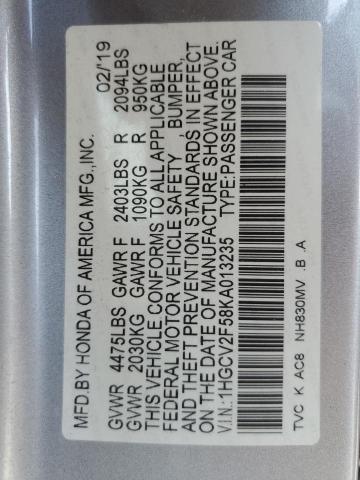 MFD.BY HONDA OF AMERICA MFG.,INC. 02/'19
GVWR 4475LBS GAWR F 2403LBS R 2094LBS
GVWR 2030KG GAWR F 1090KG R 950KG
THIS VEHICLE CONFORMS TO ALL APPLICABLE
FEDERAL MOTOR VEHICLE SAFETY , BUMPER,
AND THEFT PREVENTION STANDARDS IN EFFECT
ON THE DATE OF MANUFACTURE SHOWN ABOVE.
V.I.N.:1HGCV2F58KA013235 TYPE:PASSENGER CAR
TVC K AC8 NH830MV .B .A